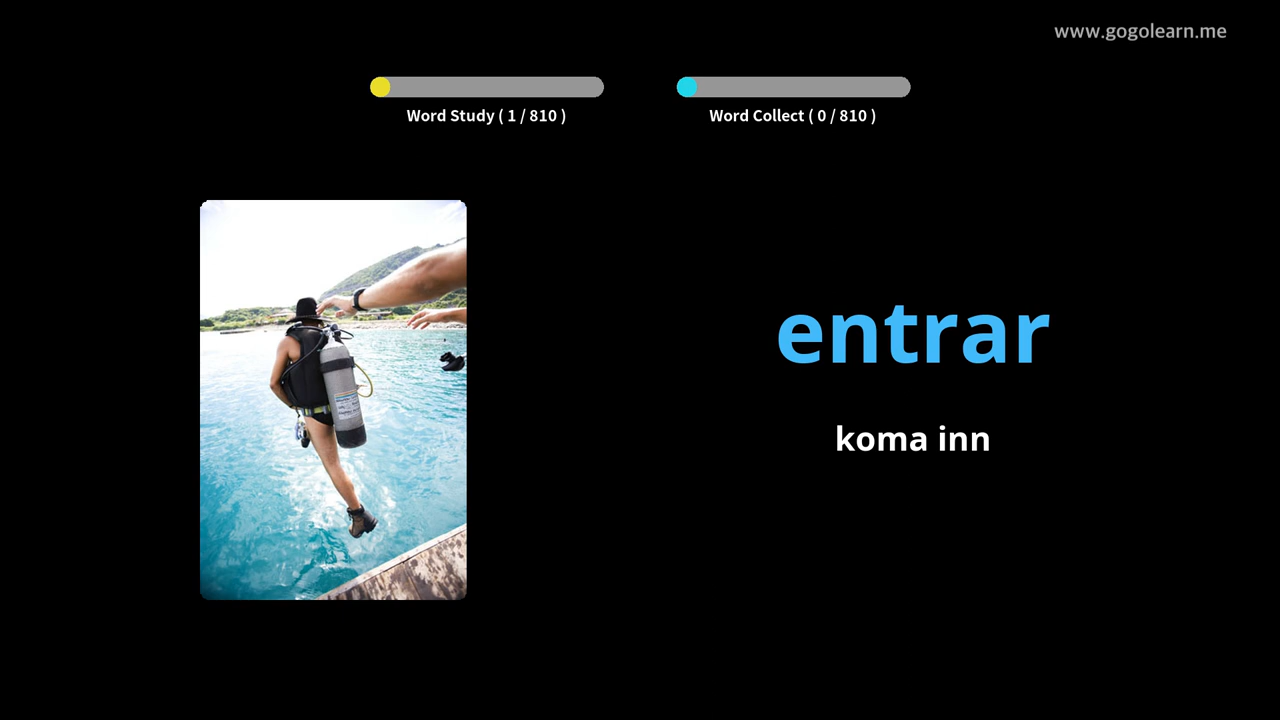 www.gogolearn.me
Word Study ( 1 / 810 )
Word Collect ( 0 / 810 )
entrar
koma inn